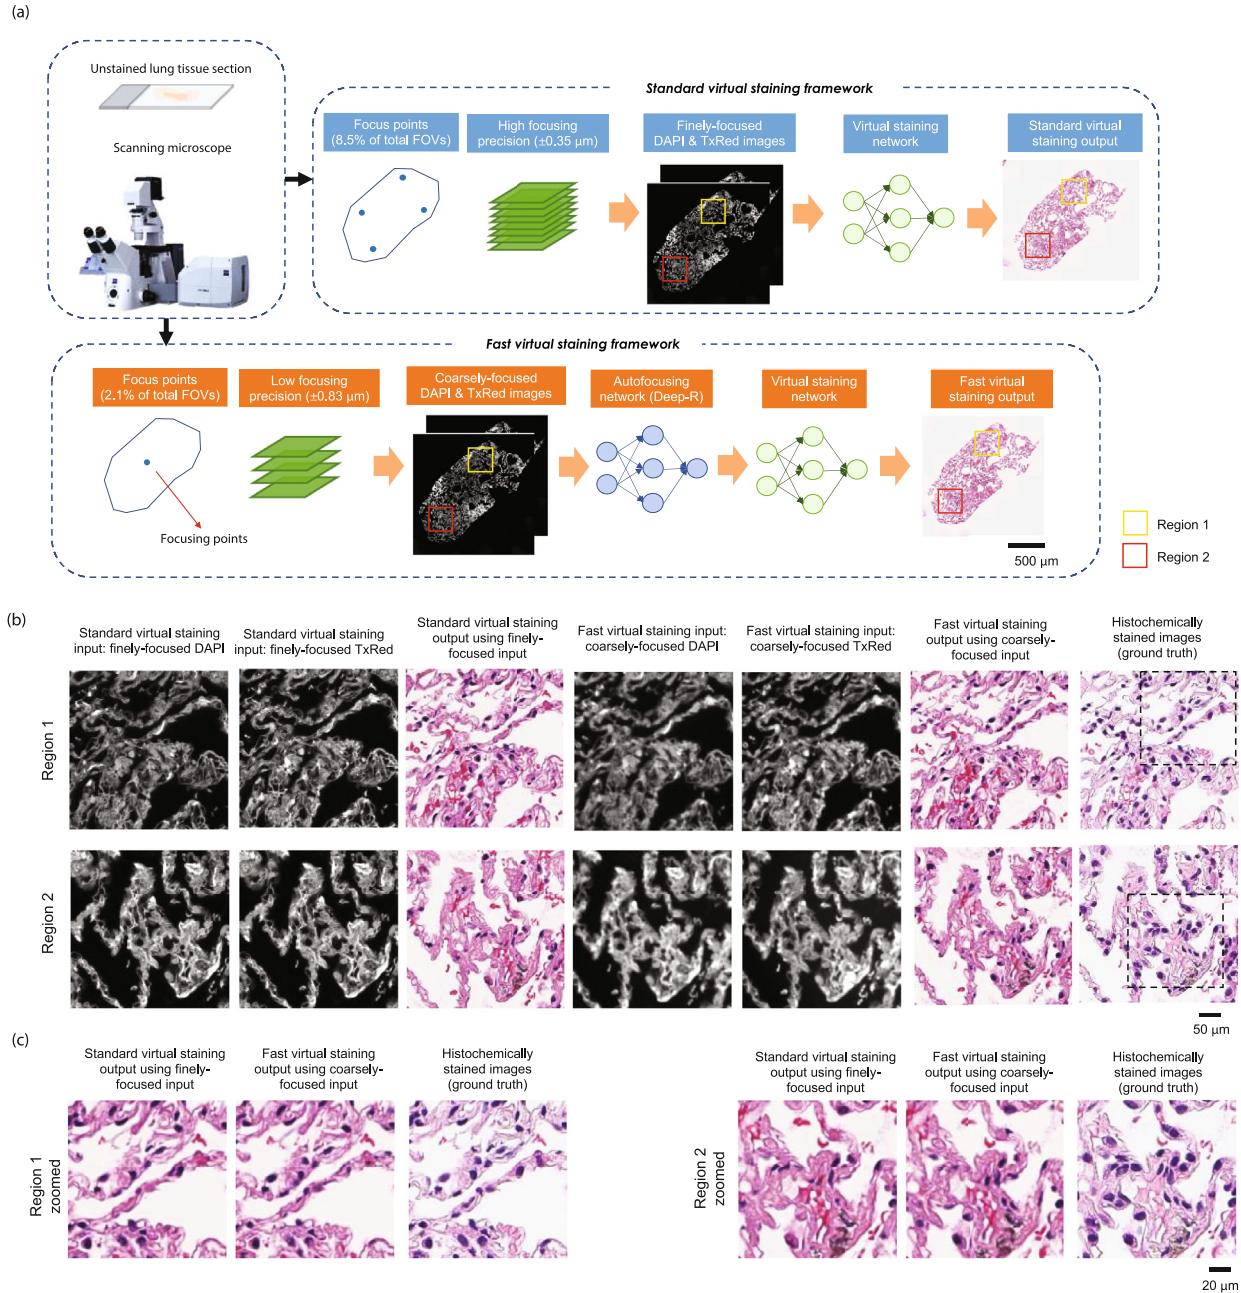 (a)
Unstained lung tissue section
Scanning microscope
Standard virtual staining framework
Focus points
(8.5% of total FOVs)
High focusing
precision (±0.35 μm)
Finely-focused
DAPI & TxRed images
Virtual staining
network
Standard virtual
staining output
Fast virtual staining framework
Focus points
(2.1% of total FOVs)
Low focusing
precision (±0.83 μm)
Coarsely-focused
DAPI & TxRed images
Autofocusing
network (Deep-R)
Virtual staining
network
Fast virtual
staining output
Focusing points
500 μm
Region 1
Region 2
(b)
Standard virtual staining
input: finely-focused DAPI
Standard virtual staining
input: finely-focused TxRed
Standard virtual staining
output using finely-
focused input
Fast virtual staining input:
coarsely-focused DAPI
Fast virtual staining input:
coarsely-focused TxRed
Fast virtual staining
output using coarsely-
focused input
Histochemically
stained images
(ground truth)
Region 1
Region 2
50 μm
(c)
Standard virtual staining
output using finely-
focused input
Fast virtual staining
output using coarsely-
focused input
Histochemically
stained images
(ground truth)
Region 1
zoomed
Standard virtual staining
output using finely-
focused input
Fast virtual staining
output using coarsely-
focused input
Histochemically
stained images
(ground truth)
Region 2
zoomed
20 μm